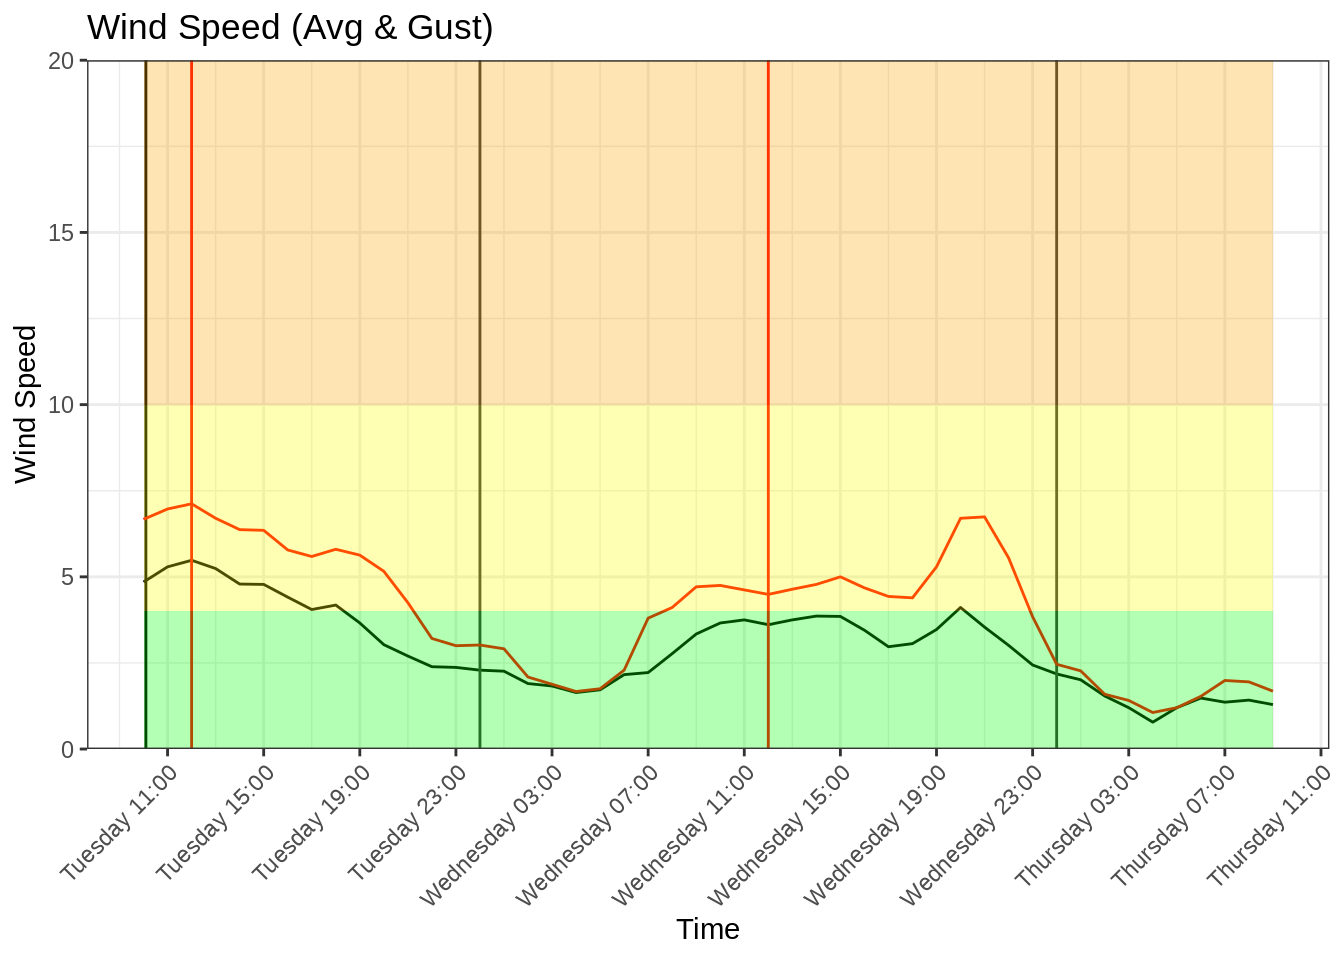 Wind Speed (Avg & Gust)
20
15
10
5
0
Wind Speed
Tuesday 11:00
Tuesday 15:00
Tuesday 19:00
Tuesday 23:00
Wednesday 03:00
Wednesday 07:00
Wednesday 11:00
Wednesday 15:00
Wednesday 19:00
Wednesday 23:00
Thursday 03:00
Thursday 07:00
Thursday 11:00
Time